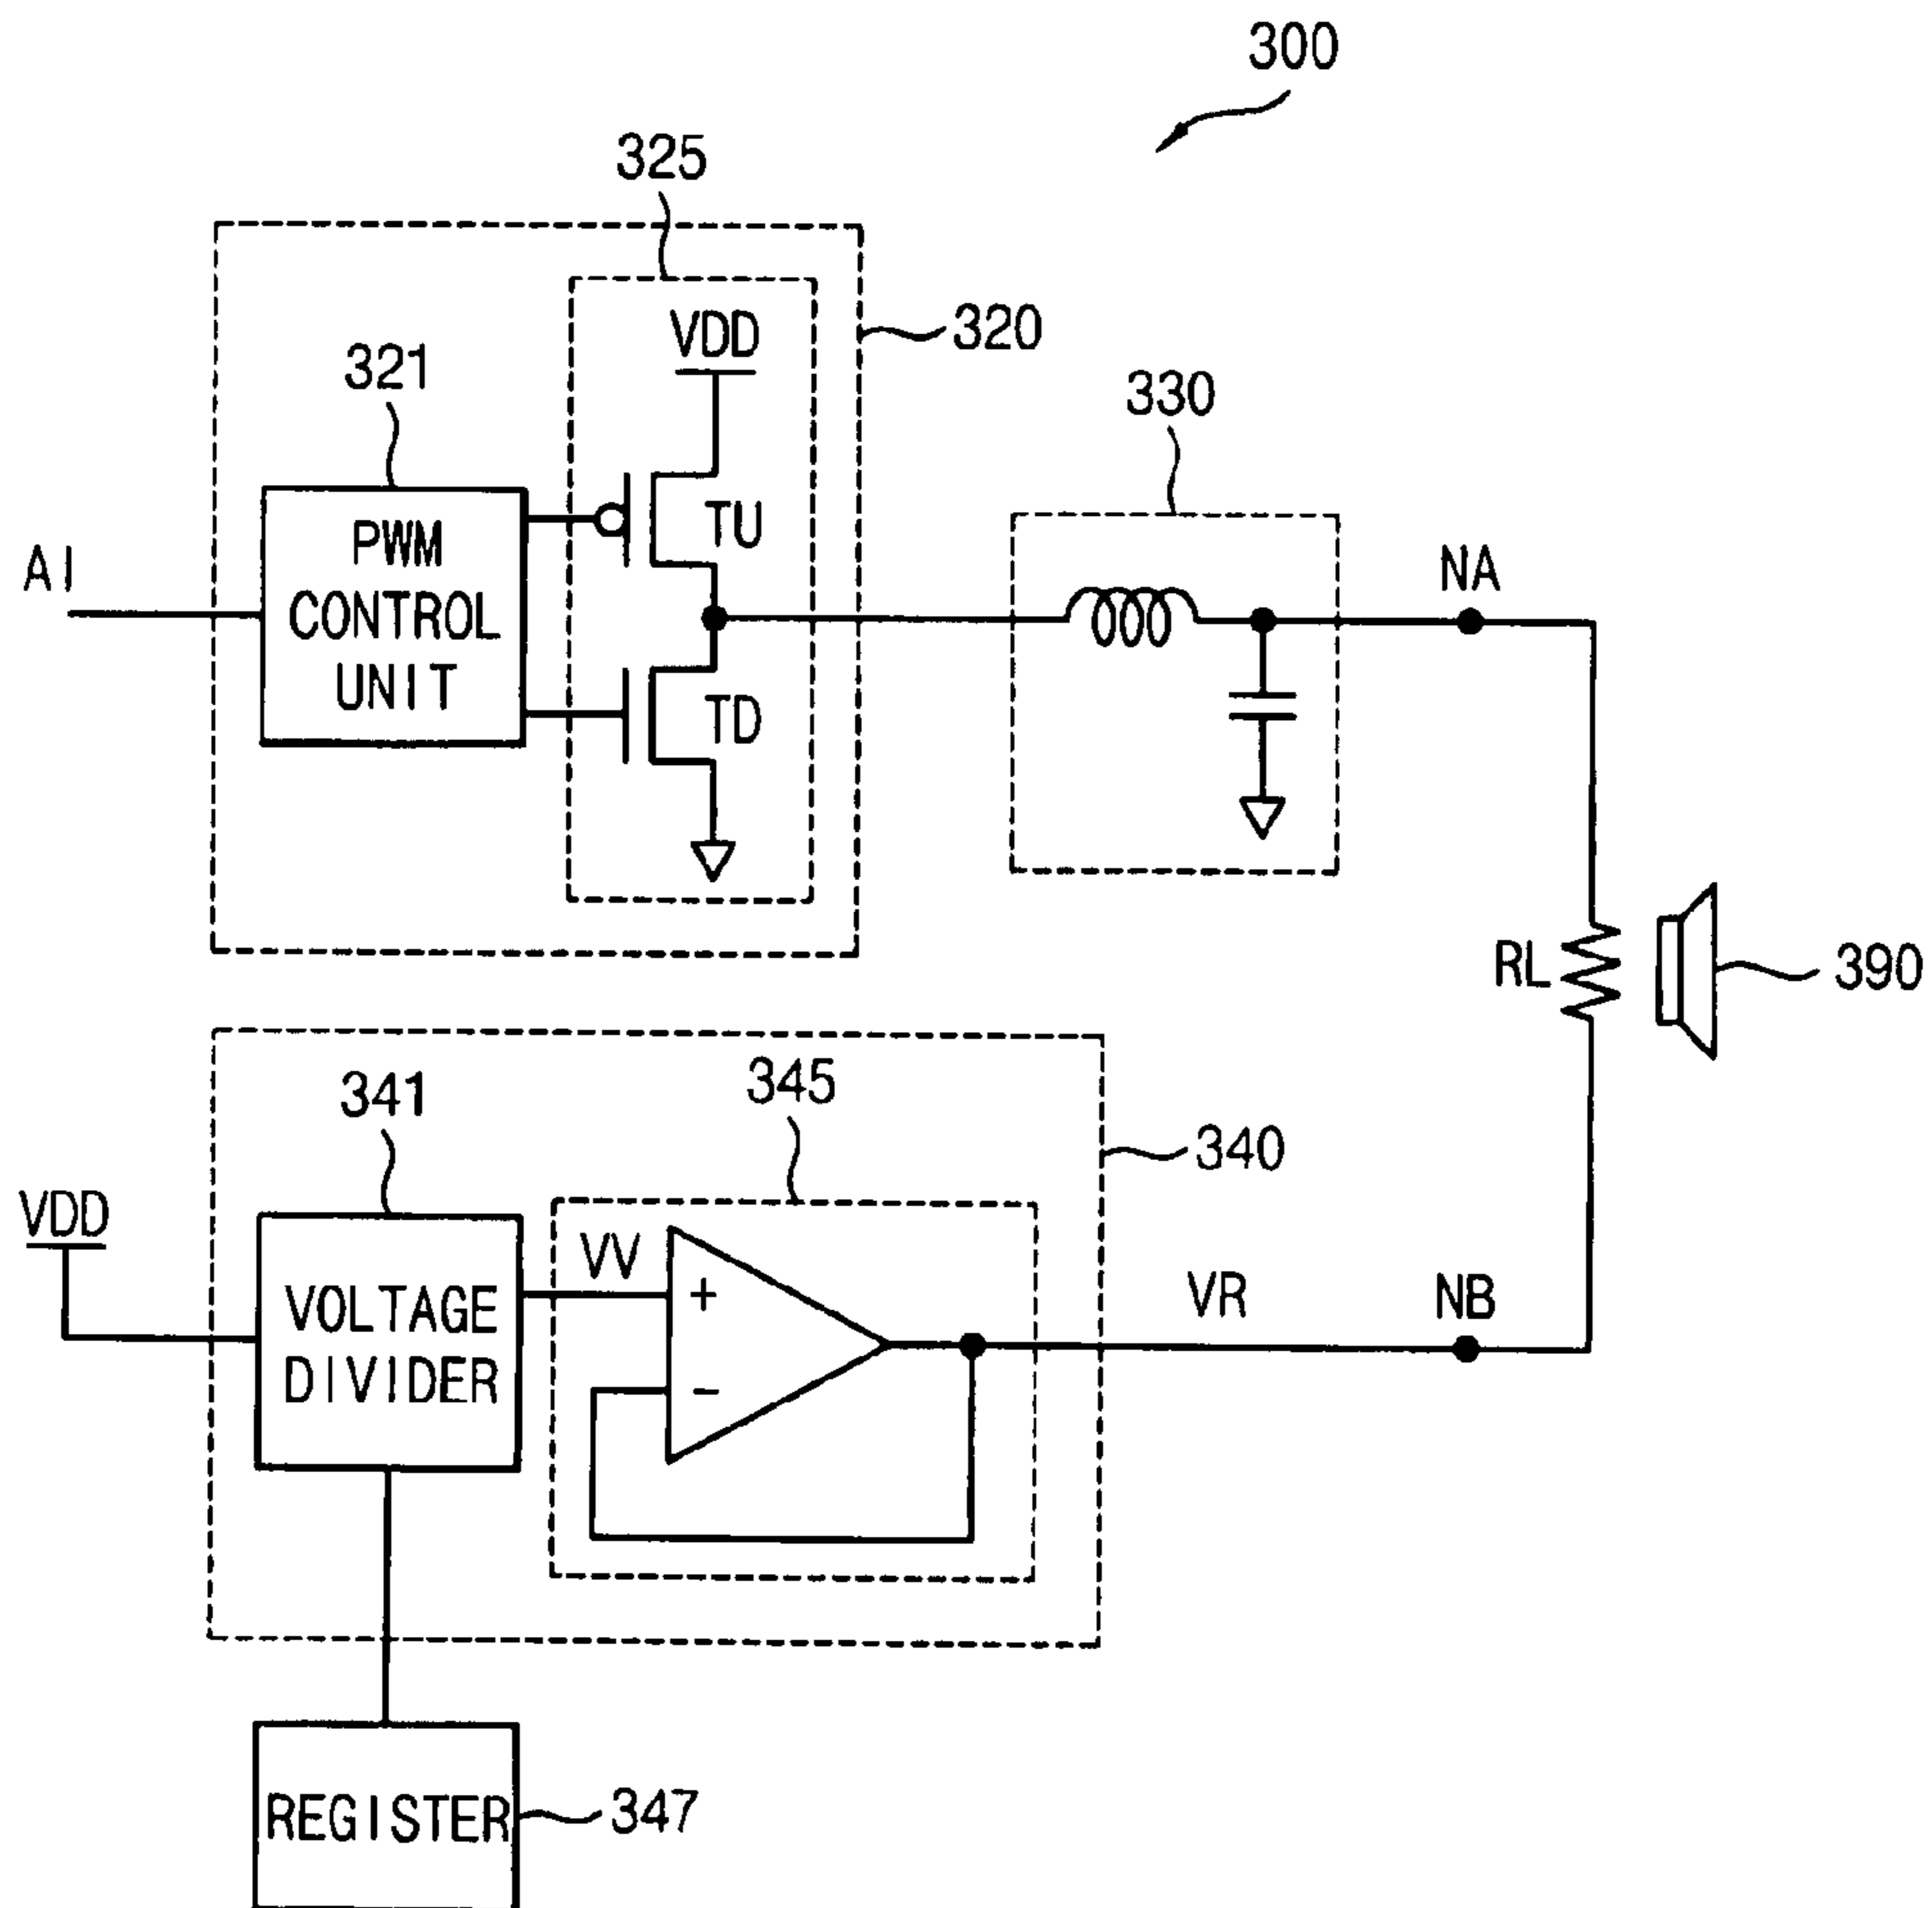 300
325
VDD
320
321
330
PWM
CONTROL
UNIT
TU
TD
AI
NA
RL
390
341
345
340
VDD
VV
+
VOLTAGE
DIVIDER
-
VR
NB
REGISTER
347